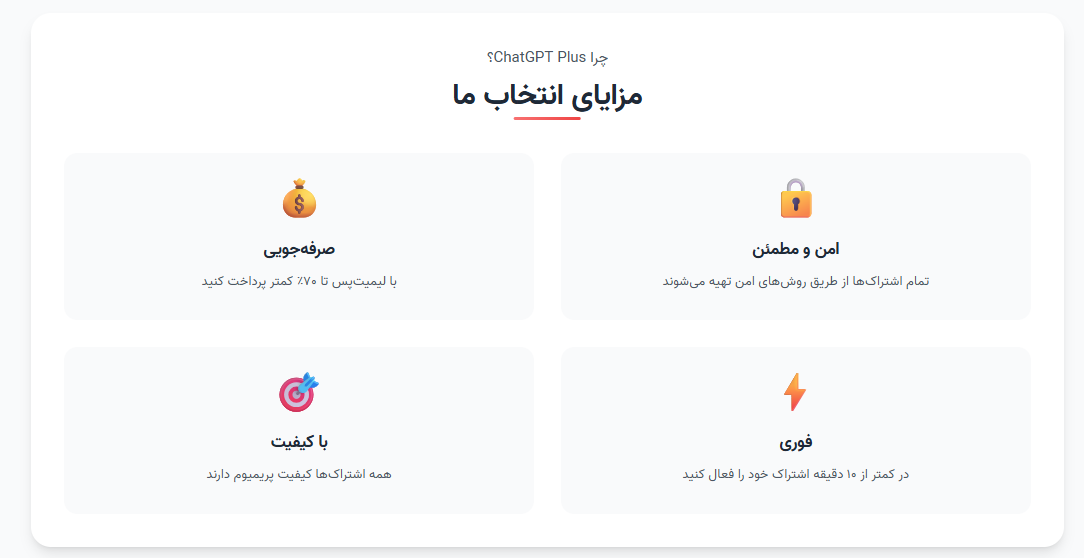 چرا ChatGPT Plus؟
مزایای انتخاب ما
امن و مطمئن
تمام اشتراک‌ها از طریق روش‌های امن تهیه می‌شوند
صرفه‌جویی
با لیمیت‌پس تا ۷۰٪ کمتر پرداخت کنید
فوری
در کمتر از ۱۰ دقیقه اشتراک خود را فعال کنید
با کیفیت
همه اشتراک‌ها کیفیت پریمیوم دارند